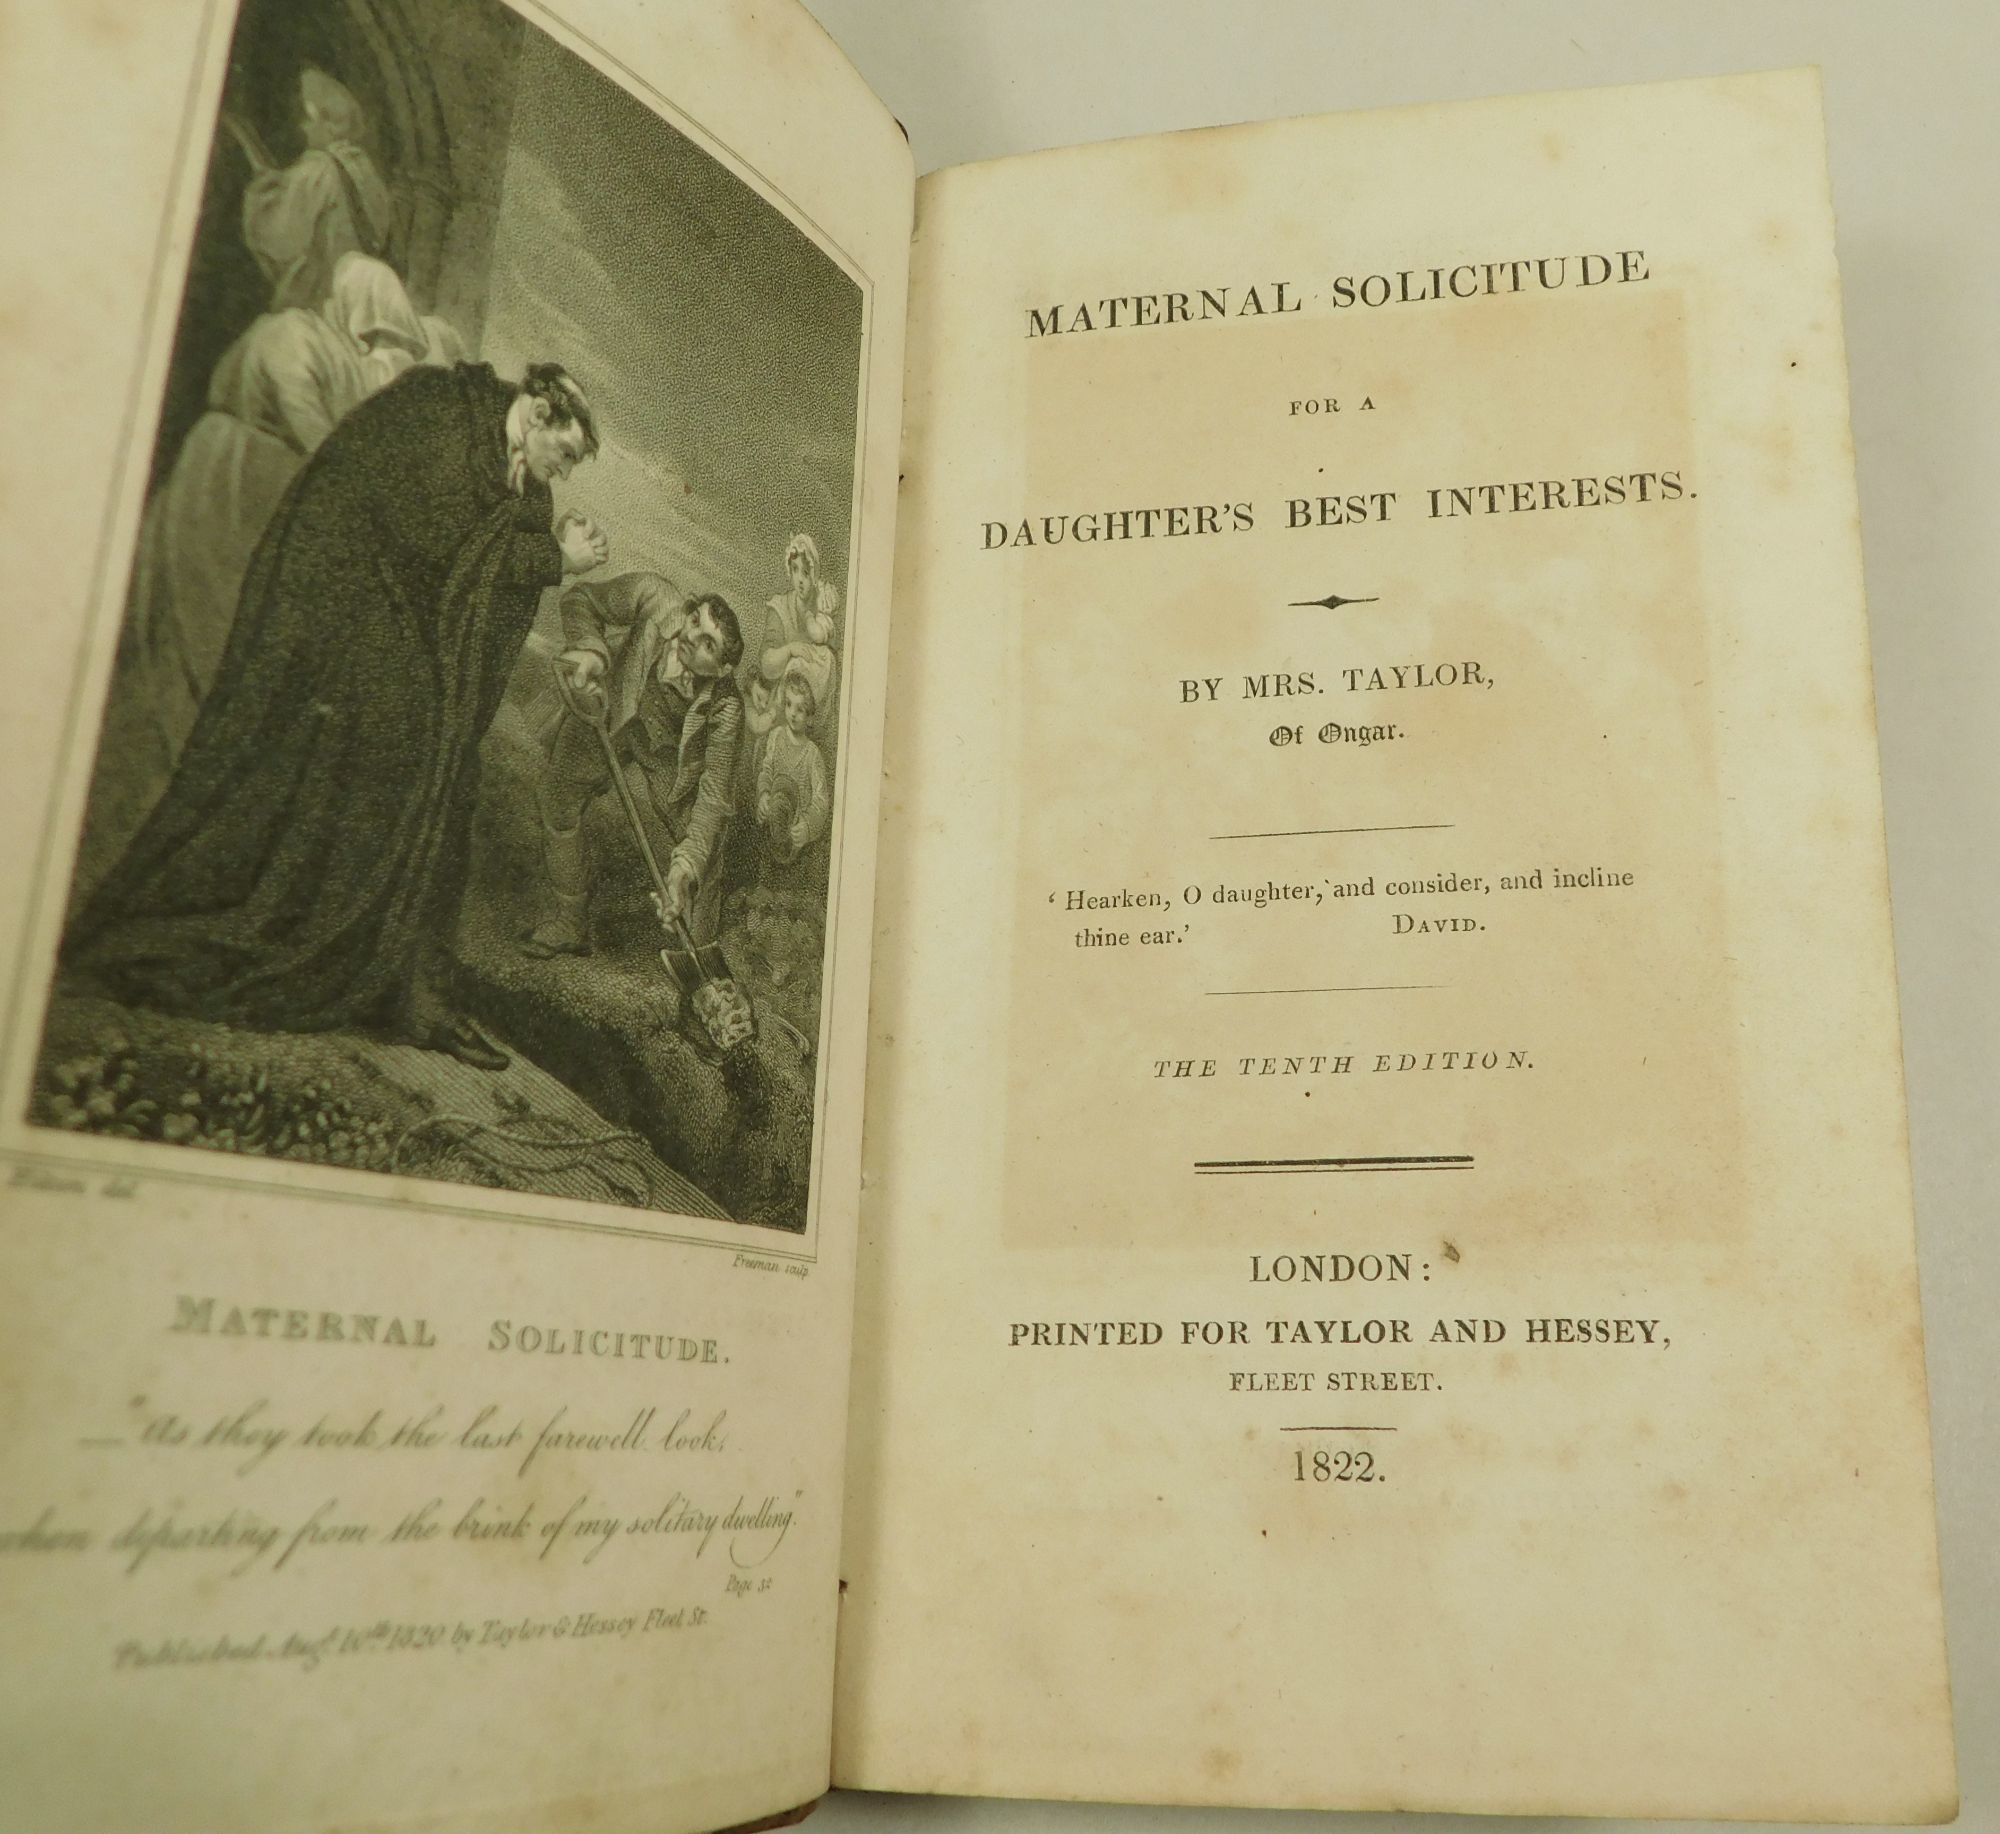 del.
Freeman sculp.
MATERNAL SOLICITUDE.
"As they took the last farewell look,
when departing from the brink of my solitary dwelling."
Page 32
Published Augt. 10th 1820 by Taylor & Hessey Fleet St.
MATERNAL SOLICITUDE
FOR A
DAUGHTER'S BEST INTERESTS.
BY MRS. TAYLOR,
Of Ongar.
‘ Hearken, O daughter, and consider, and incline
thine ear.’ DAVID.
THE TENTH EDITION.
LONDON:
PRINTED FOR TAYLOR AND HESSEY,
FLEET STREET.
1822.